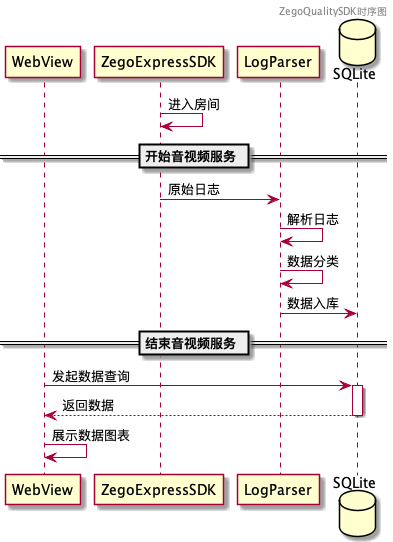 ZegoQualitySDK时序图
WebView
ZegoExpressSDK
LogParser
SQLite
进入房间
开始音视频服务
原始日志
解析日志
数据分类
数据入库
结束音视频服务
发起数据查询
返回数据
展示数据图表
WebView
ZegoExpressSDK
LogParser
SQLite